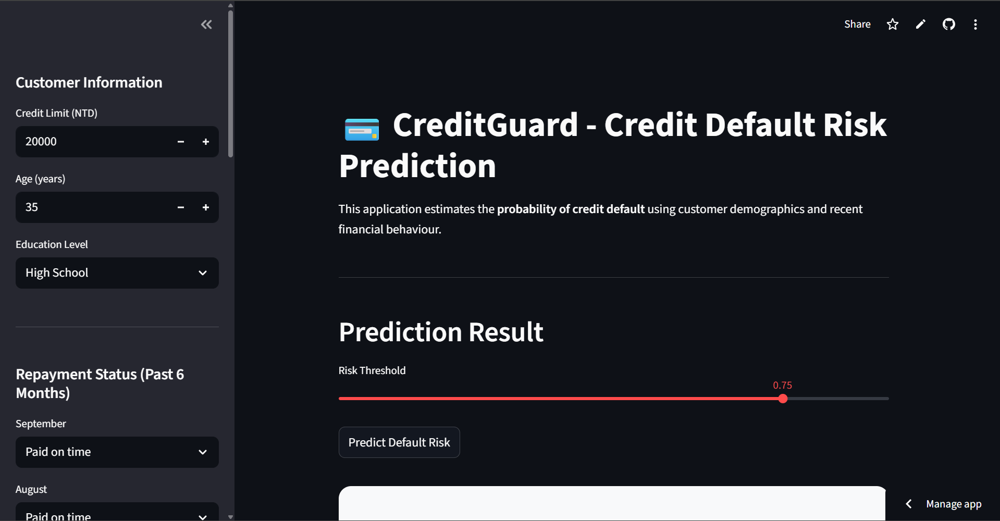 Customer Information
Credit Limit (NTD)
20000
Age (years)
35
Education Level
High School
Repayment Status (Past 6
Months)
September
Paid on time
August
Paid on time
Share
CreditGuard - Credit Default Risk
Prediction
This application estimates the probability of credit default using customer demographics and recent
financial behaviour.
Prediction Result
Risk Threshold
0.75
Predict Default Risk
Manage app